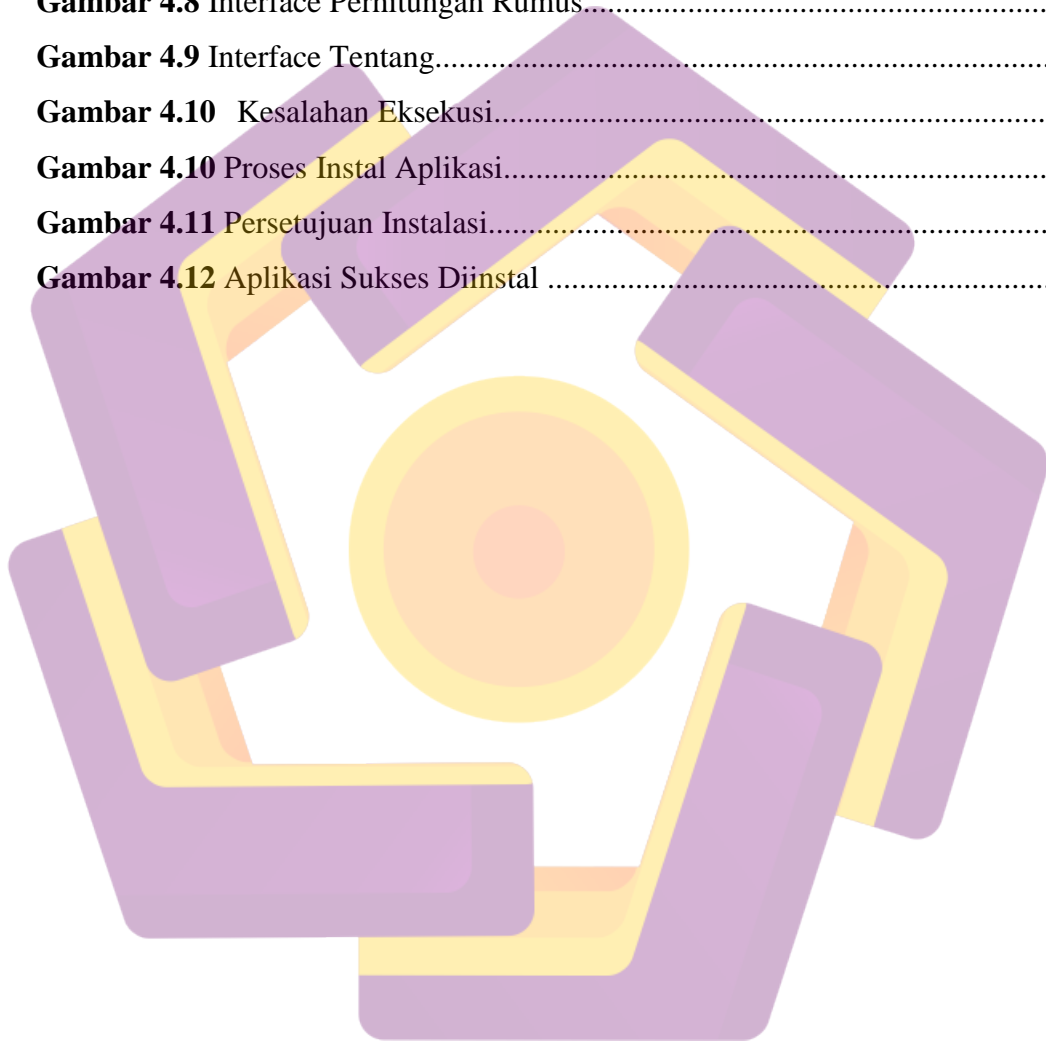 Gambar 4.8 Interface Perhitungan Rumus......................................................
Gambar 4.9 Interface Tentang.........................................................................
Gambar 4.10 Kesalahan Eksekusi..................................................................
Gambar 4.10 Proses Instal Aplikasi.................................................................
Gambar 4.11 Persetujuan Instalasi...................................................................
Gambar 4.12 Aplikasi Sukses Diinstal ............................................................